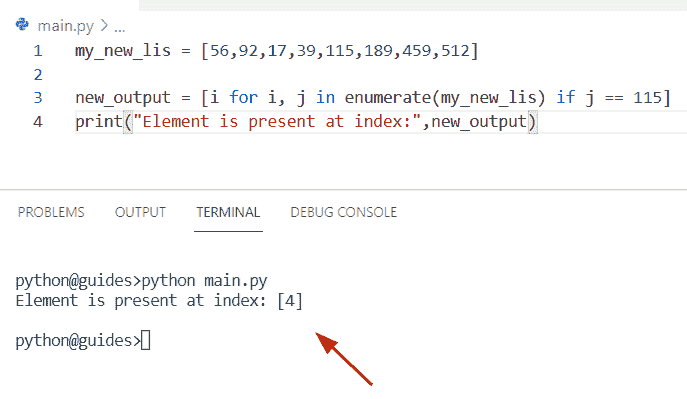 main.py > ...
1 my_new_lis = [56,92,17,39,115,189,459,512]
2
3 new_output = [i for i, j in enumerate(my_new_lis) if j == 115]
4 print("Element is present at index:",new_output)
PROBLEMS OUTPUT TERMINAL DEBUG CONSOLE
python@guides>python main.py
Element is present at index: [4]
python@guides>